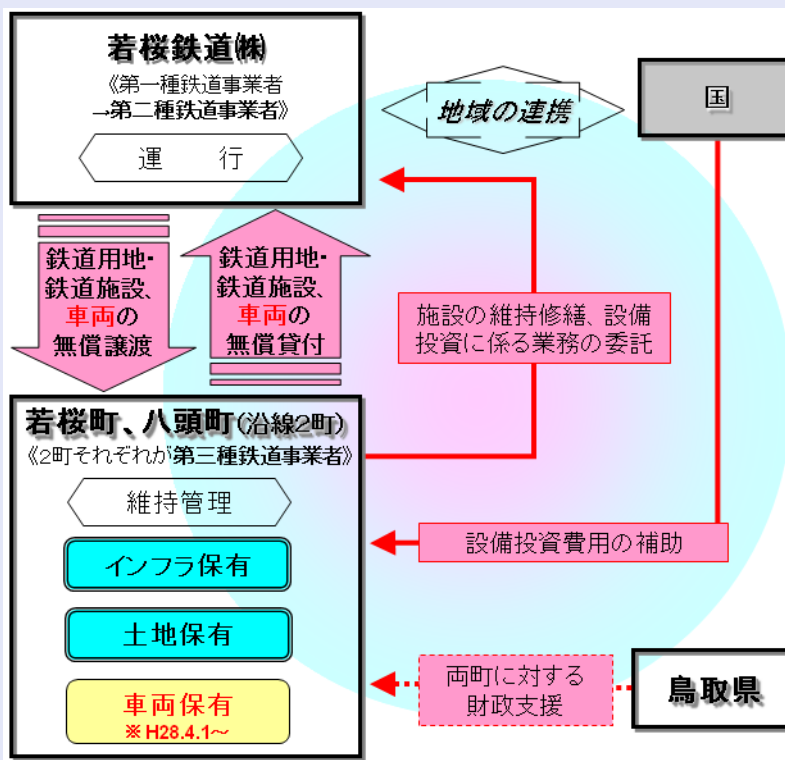 若桜鉄道㈱
《第一種鉄道事業者
→第二種鉄道事業者》
運　行
地域の連携
国
鉄道用地・
鉄道施設、
車両の
無償譲渡
鉄道用地・
鉄道施設、
車両の
無償貸付
施設の維持修繕、設備
投資に係る業務の委託
若桜町、八頭町(沿線2町)
《2町それぞれが第三種鉄道事業者》
維持管理
インフラ保有
土地保有
車両保有
※H28.4.1～
設備投資費用の補助
両町に対する
財政支援
鳥取県